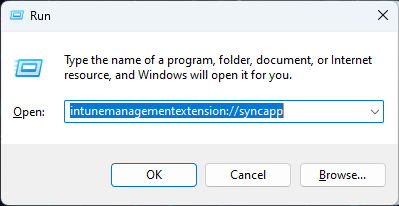 Run
Type the name of a program, folder, document, or Internet
resource, and Windows will open it for you.
Open: intunemanagementextension://syncapp
OK Cancel Browse...